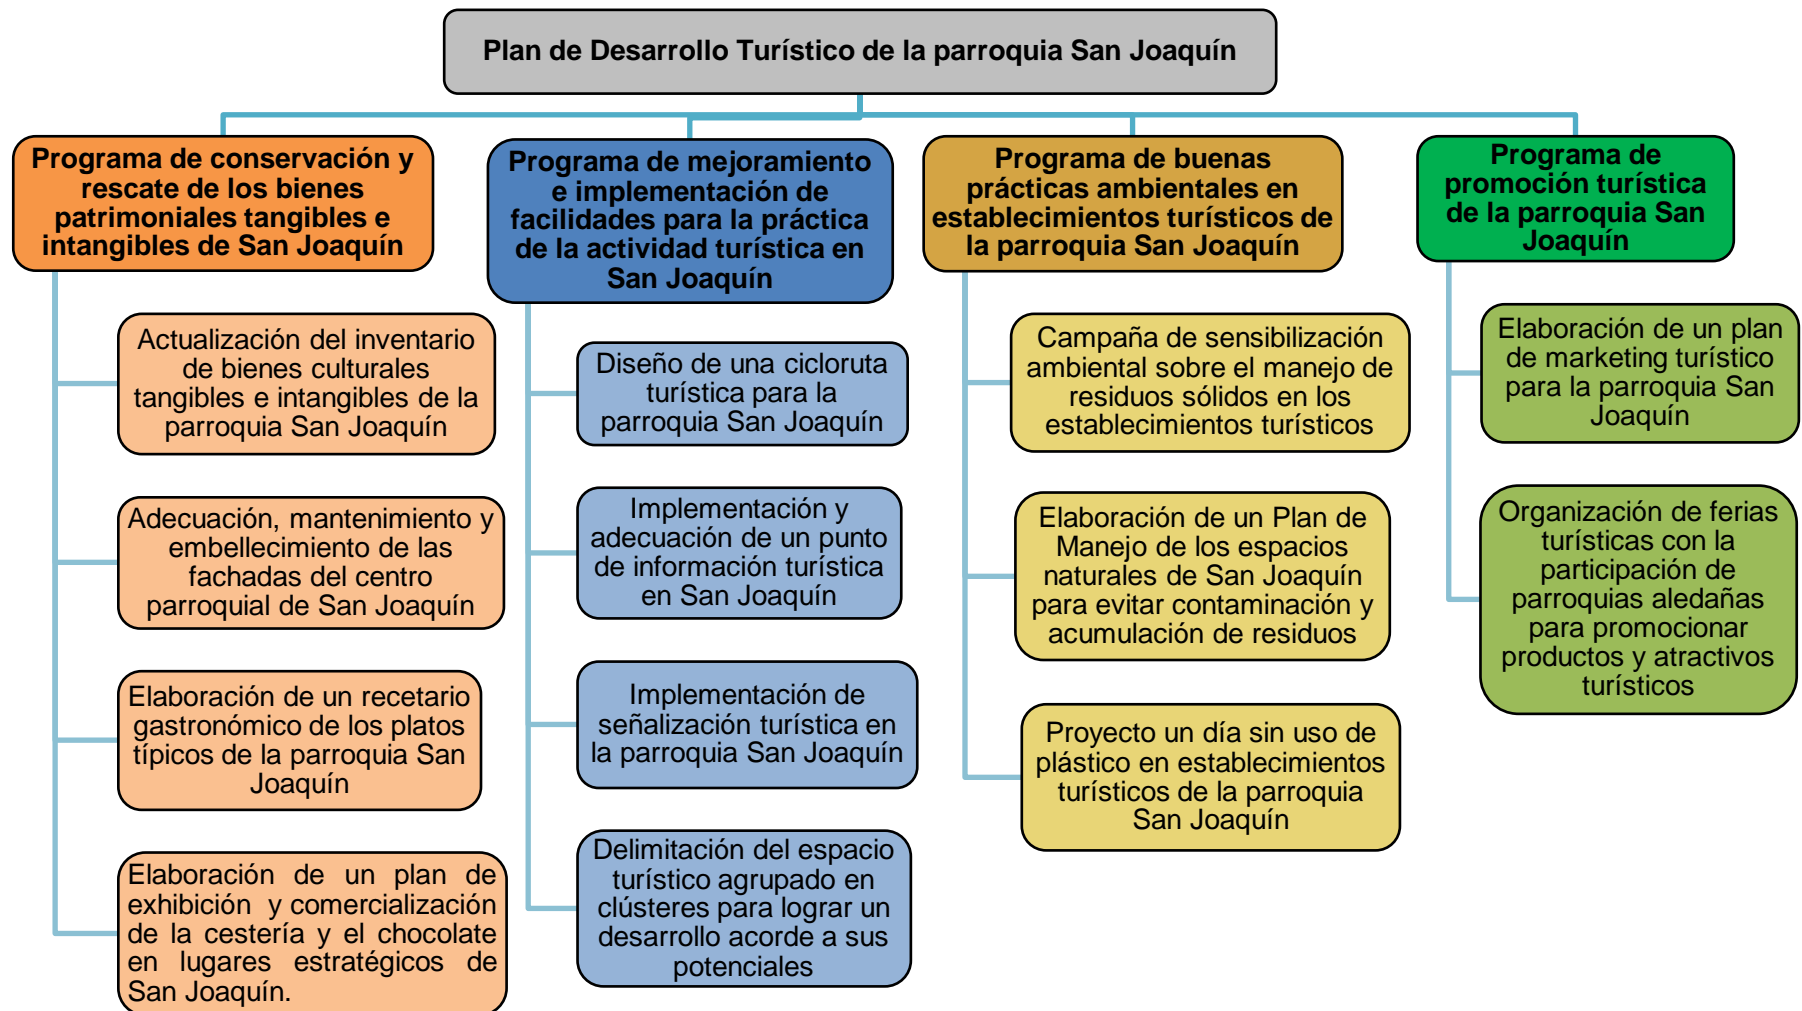 Plan de Desarrollo Turístico de la parroquia San Joaquín
Programa de conservación y
rescate de los bienes
patrimoniales tangibles e
intangibles de San Joaquín
Actualización del inventario
de bienes culturales
tangibles e intangibles de la
parroquia San Joaquín
Adecuación, mantenimiento y
embellecimiento de las
fachadas del centro
parroquial de San Joaquín
Elaboración de un recetario
gastronómico de los platos
típicos de la parroquia San
Joaquín
Elaboración de un plan de
exhibición y comercialización
de la cestería y el chocolate
en lugares estratégicos de
San Joaquín.
Programa de mejoramiento
e implementación de
facilidades para la práctica
de la actividad turística en
San Joaquín
Diseño de una cicloruta
turística para la
parroquia San Joaquín
Implementación y
adecuación de un punto
de información turística
en San Joaquín
Implementación de
señalización turística en
la parroquia San Joaquín
Delimitación del espacio
turístico agrupado en
clústeres para lograr un
desarrollo acorde a sus
potenciales
Programa de buenas
prácticas ambientales en
establecimientos turísticos de
la parroquia San Joaquín
Campaña de sensibilización
ambiental sobre el manejo de
residuos sólidos en los
establecimientos turísticos
Elaboración de un Plan de
Manejo de los espacios
naturales de San Joaquín
para evitar contaminación y
acumulación de residuos
Proyecto un día sin uso de
plástico en establecimientos
turísticos de la parroquia
San Joaquín
Programa de
promoción turística
de la parroquia San
Joaquín
Elaboración de un plan
de marketing turístico
para la parroquia San
Joaquín
Organización de ferias
turísticas con la
participación de
parroquias aledañas
para promocionar
productos y atractivos
turísticos